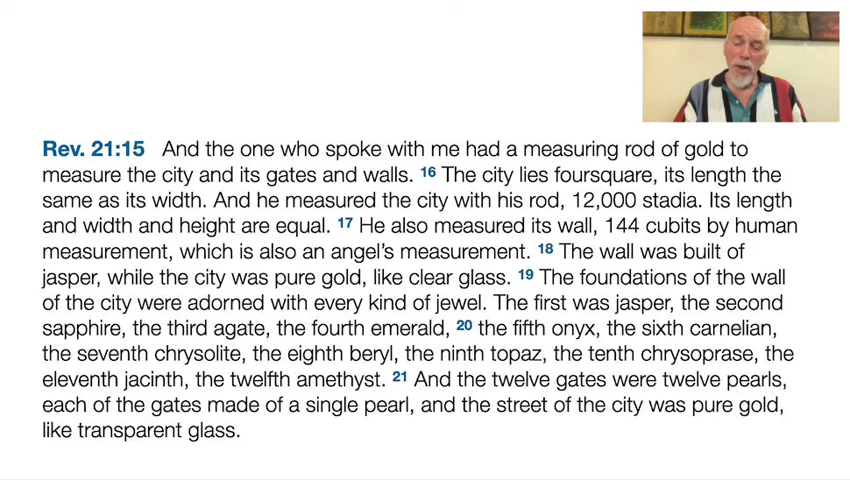 Rev. 21:15 And the one who spoke with me had a measuring rod of gold to
measure the city and its gates and walls. 16 The city lies foursquare, its length the
same as its width. And he measured the city with his rod, 12,000 stadia. Its length
and width and height are equal. 17 He also measured its wall, 144 cubits by human
measurement, which is also an angel's measurement. 18 The wall was built of
jasper, while the city was pure gold, like clear glass. 19 The foundations of the wall
of the city were adorned with every kind of jewel. The first was jasper, the second
sapphire, the third agate, the fourth emerald, 20 the fifth onyx, the sixth carnelian,
the seventh chrysolite, the eighth beryl, the ninth topaz, the tenth chrysoprase, the
eleventh jacinth, the twelfth amethyst. 21 And the twelve gates were twelve pearls,
each of the gates made of a single pearl, and the street of the city was pure gold,
like transparent glass.